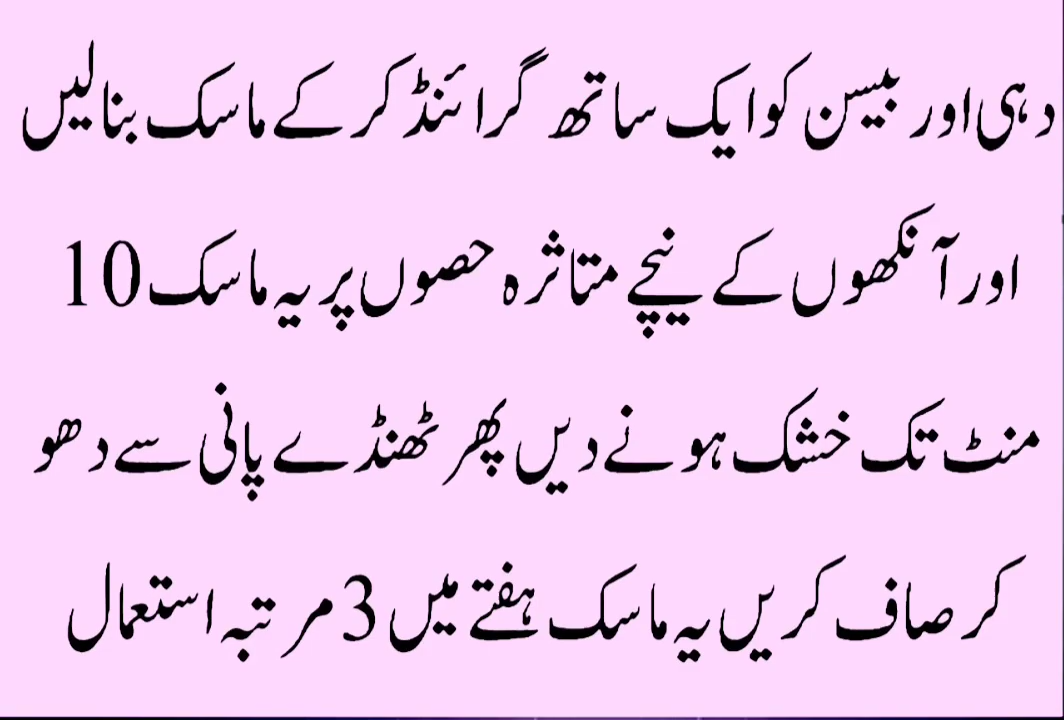 دہی اور بیسن کو ایک ساتھ گرائنڈ کر کے ماسک بنالیں
اور آنکھوں کے نیچے متاثرہ حصوں پر یہ ماسک 10
منٹ تک خشک ہونے دیں پھر ٹھنڈے پانی سے دھو
کر صاف کریں یہ ماسک ہفتے میں 3 مرتبہ استعمال